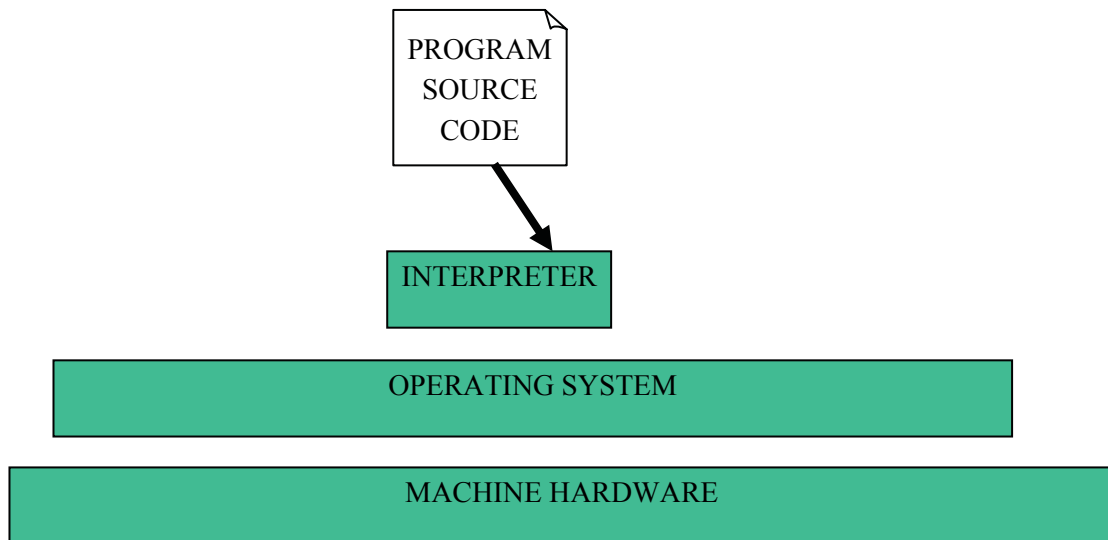 PROGRAM
SOURCE
CODE
INTERPRETER
OPERATING SYSTEM
MACHINE HARDWARE